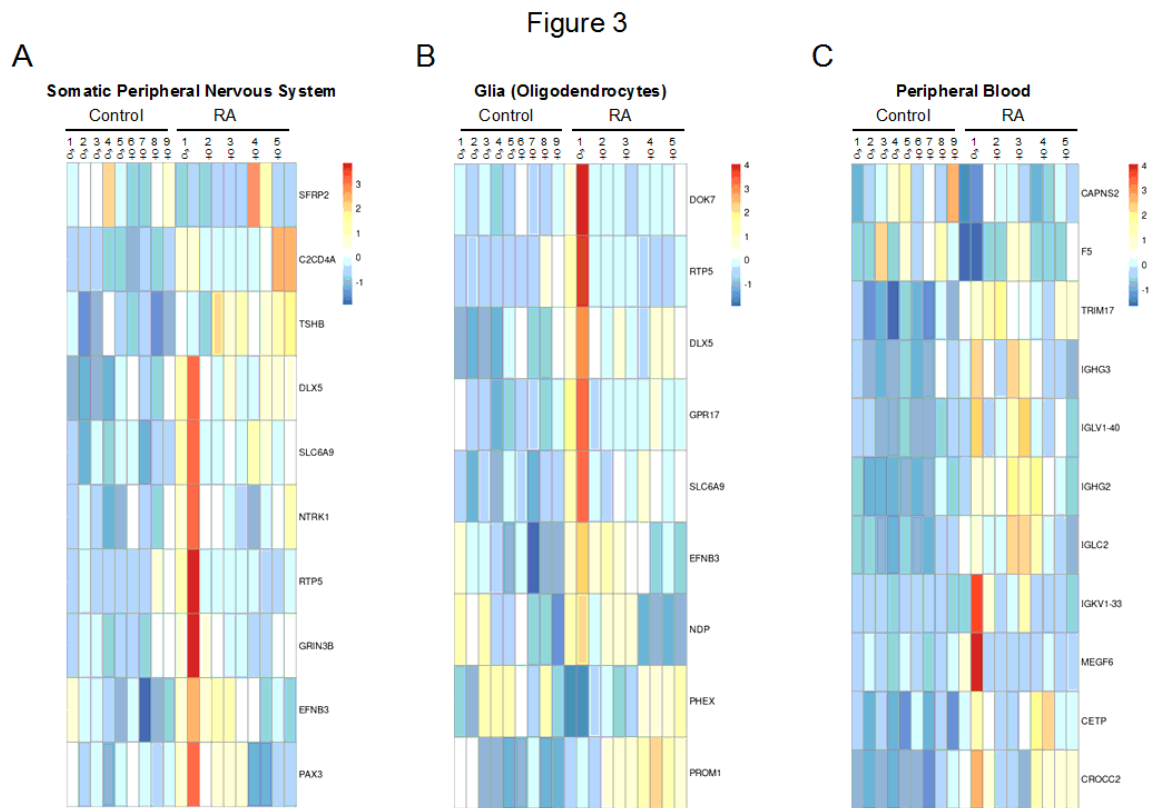 Figure 3
A
Somatic Peripheral Nervous System
Control RA
1 2 3 4 5 6 7 8 9 1 2 3 4 5
♂ ♂ ♂ ♂ ♂ ♀ ♀ ♀ ♀ ♂ ♀ ♀ ♀ ♀
SFRP2
C2CD4A
TSHB
DLX5
SLC6A9
NTRK1
RTP5
GRIN3B
EFNB3
PAX3
3
2
1
0
-1
B
Glia (Oligodendrocytes)
Control RA
1 2 3 4 5 6 7 8 9 1 2 3 4 5
♂ ♂ ♂ ♂ ♂ ♀ ♀ ♀ ♀ ♂ ♀ ♀ ♀ ♀
DOK7
RTP5
DLX5
GPR17
SLC6A9
EFNB3
NDP
PHEX
PROM1
4
3
2
1
0
-1
C
Peripheral Blood
Control RA
1 2 3 4 5 6 7 8 9 1 2 3 4 5
♂ ♂ ♂ ♂ ♂ ♀ ♀ ♀ ♀ ♂ ♀ ♀ ♀ ♀
CAPNS2
F5
TRIM17
IGHG3
IGLV1-40
IGHG2
IGLC2
IGKV1-33
MEGF6
CETP
CROCC2
4
3
2
1
0
-1